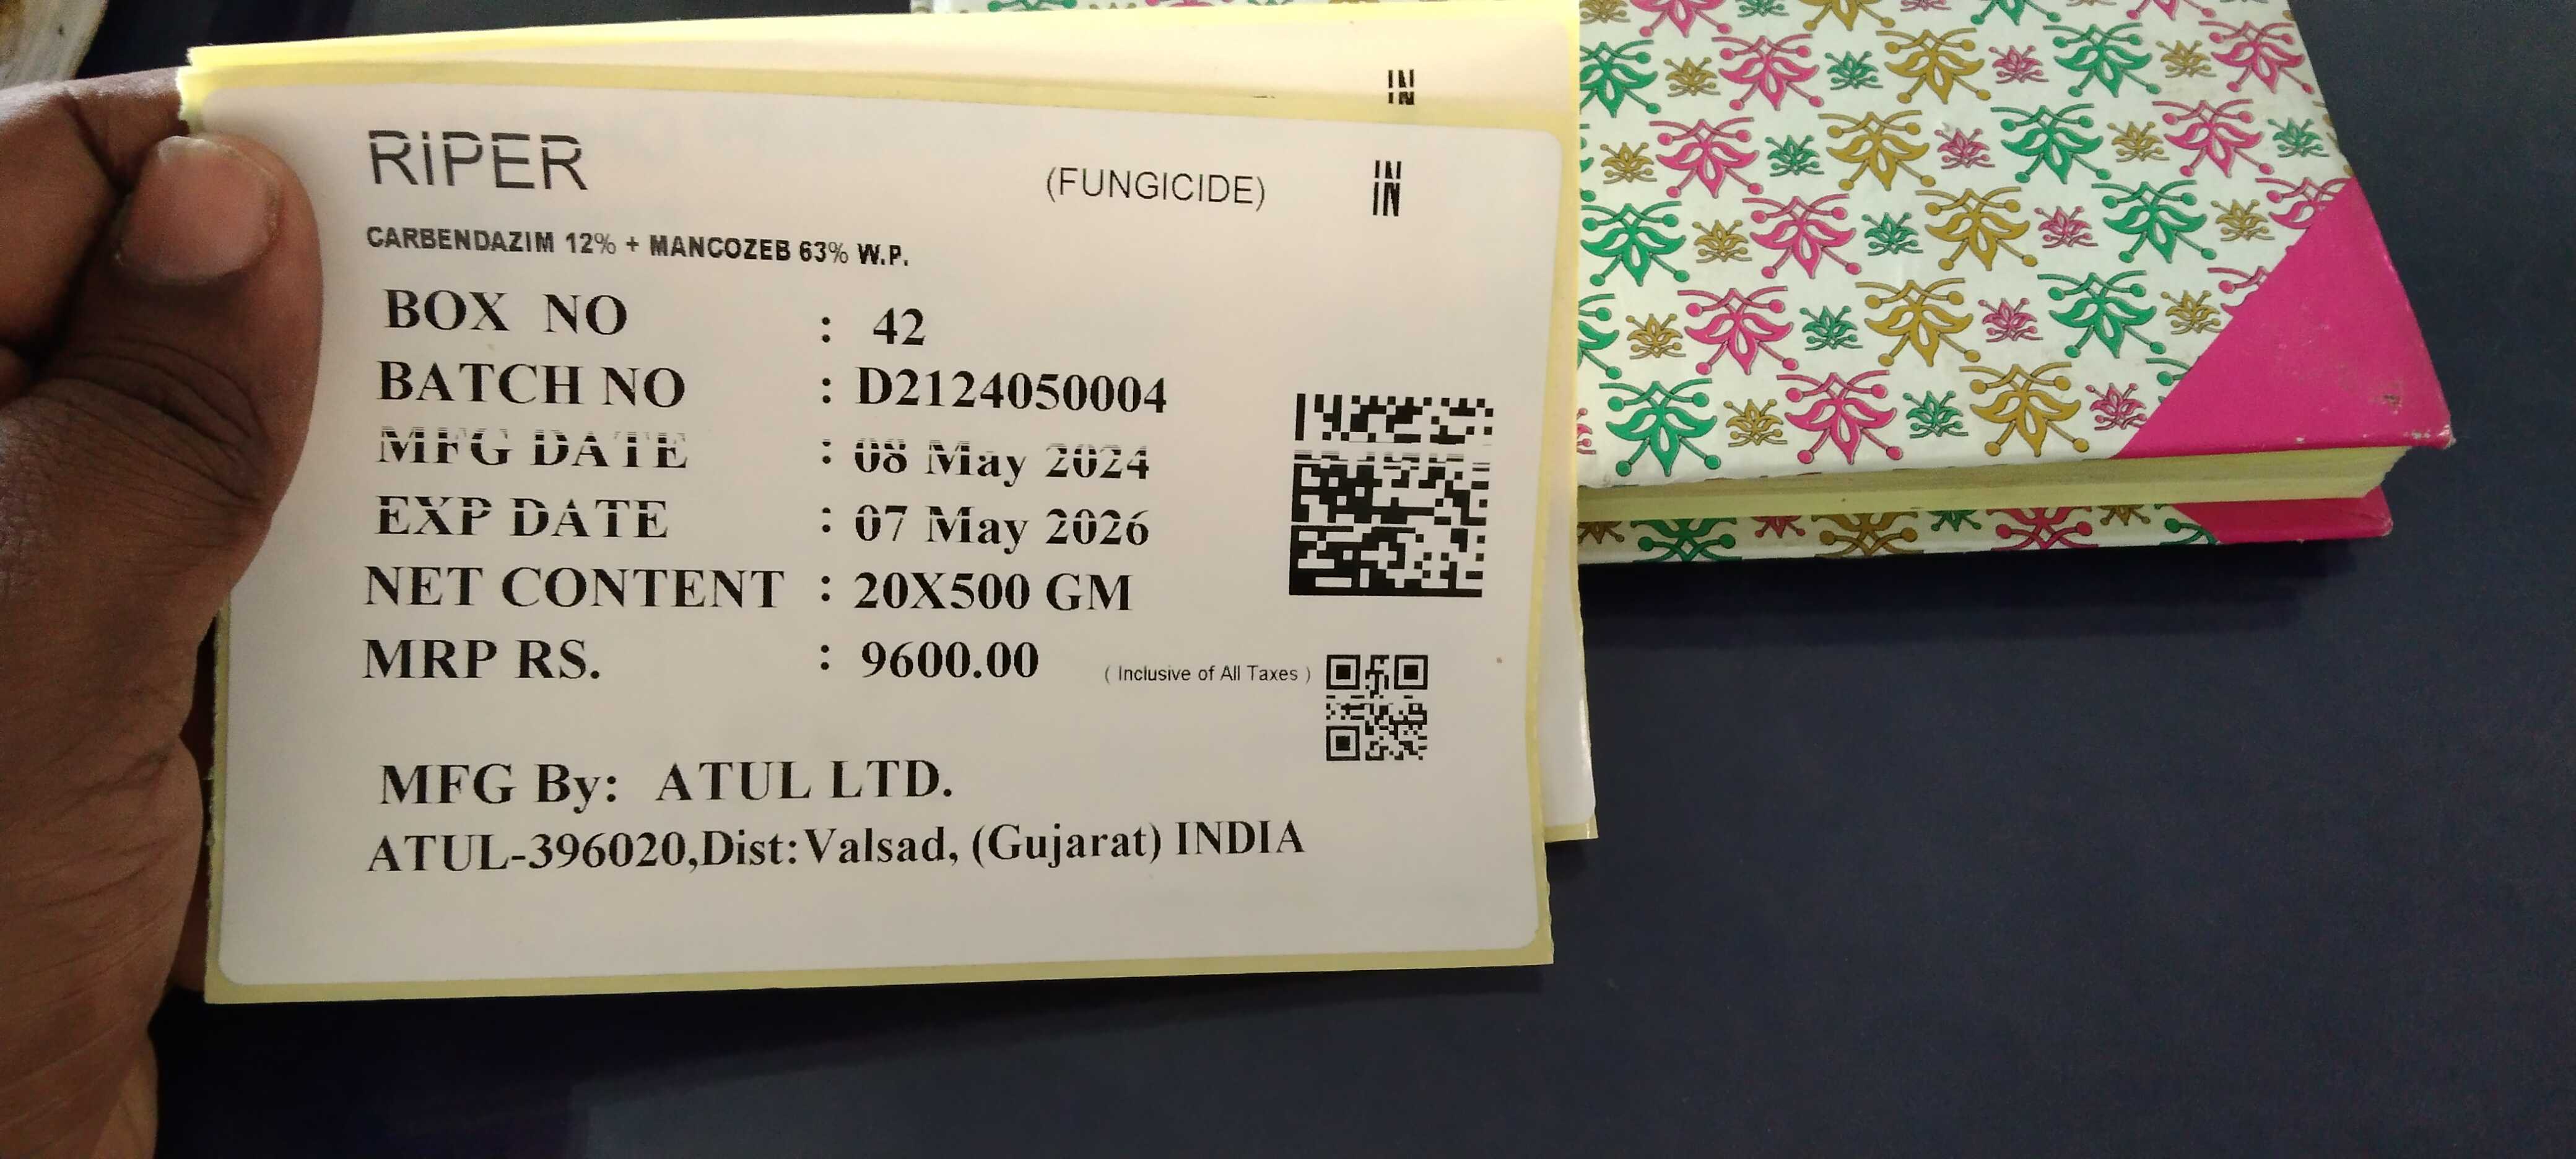 IN
RiPER (FUNGICIDE) IN
CARBENDAZIM 12% + MANCOZEB 63% W.P.
BOX NO : 42
BATCH NO : D2124050004
MFG DATE : 08 May 2024
EXP DATE : 07 May 2026
NET CONTENT : 20X500 GM
MRP RS. : 9600.00 ( Inclusive of All Taxes )
MFG By: ATUL LTD.
ATUL-396020,Dist:Valsad, (Gujarat) INDIA